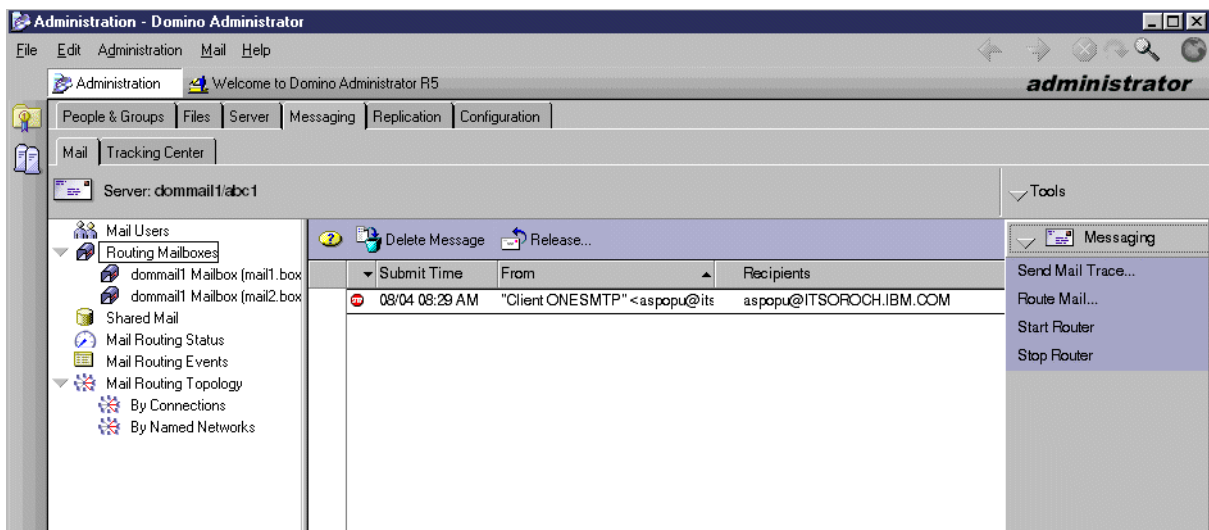 Administration - Domino Administrator
File Edit Administration Mail Help
Administration Welcome to Domino Administrator R5 administrator
People & Groups Files Server Messaging Replication Configuration
Mail Tracking Center
Server: dommail1/abc1
Tools
Mail Users
Routing Mailboxes
dommail1 Mailbox (mail1.box
dommail1 Mailbox (mail2.box
Shared Mail
Mail Routing Status
Mail Routing Events
Mail Routing Topology
By Connections
By Named Networks
Delete Message Release...
Submit Time From Recipients
08/04 08:29 AM "Client ONESMTP" <aspopu@its aspopu@ITSOROCH.IBM.COM
Messaging
Send Mail Trace...
Route Mail...
Start Router
Stop Router